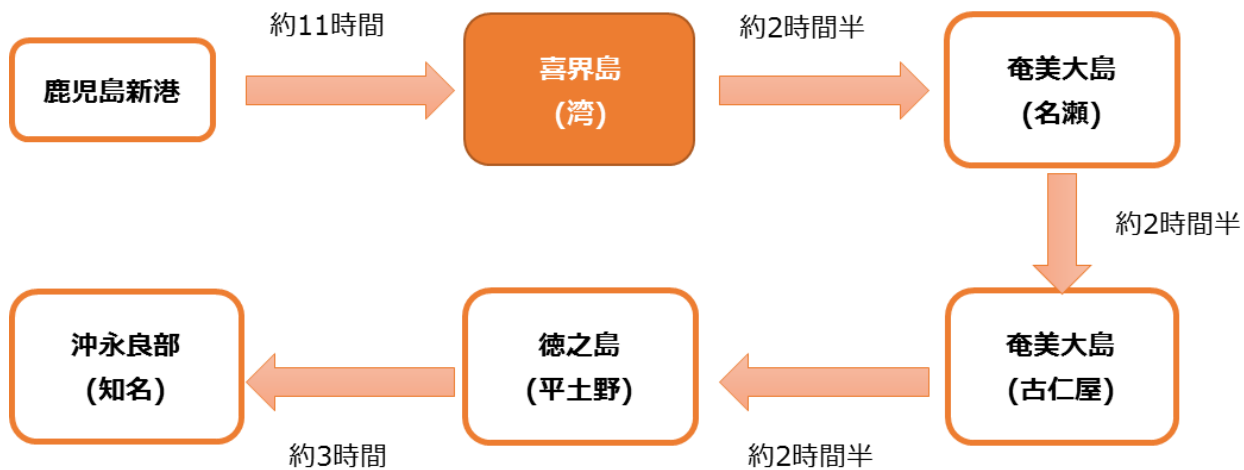 鹿児島新港
約11時間
喜界島
(湾)
約2時間半
奄美大島
(名瀬)
約2時間半
奄美大島
(古仁屋)
約2時間半
徳之島
(平土野)
約3時間
沖永良部
(知名)